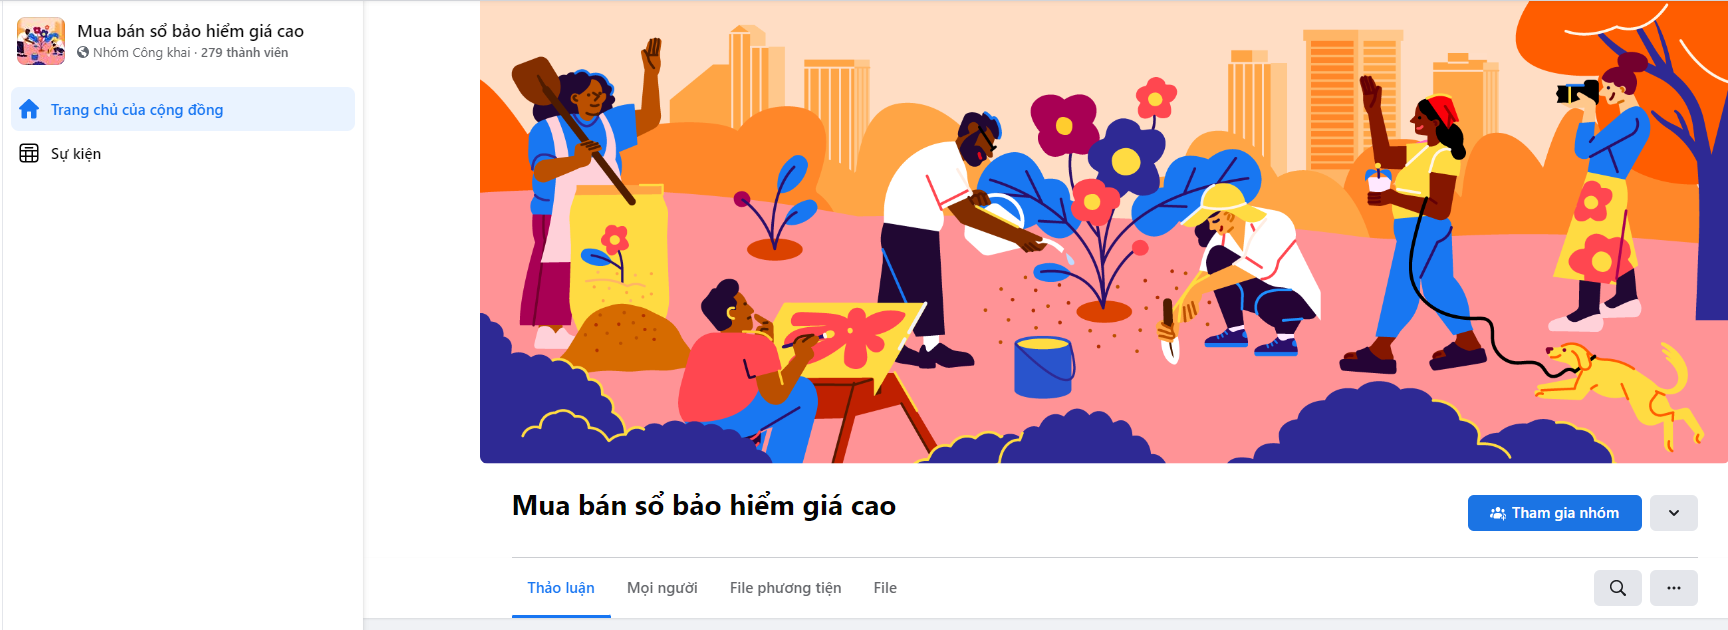 Mua bán sổ bảo hiểm giá cao
Nhóm Công khai · 279 thành viên
Trang chủ của cộng đồng
Sự kiện
Mua bán sổ bảo hiểm giá cao
Tham gia nhóm
Thảo luận
Mọi người
File phương tiện
File